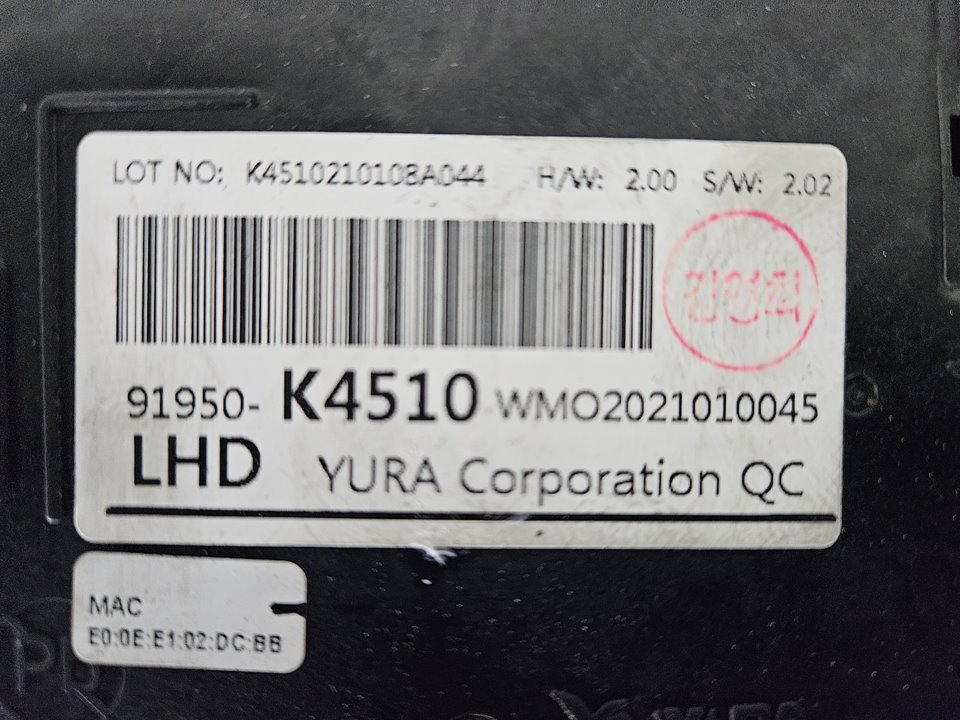 LOT NO: K4510210108A044 H/W: 2.00 S/W: 2.02
91950- K4510 WMO2021010045
LHD YURA Corporation QC
MAC
E0:0E:E1:02:DC:BB